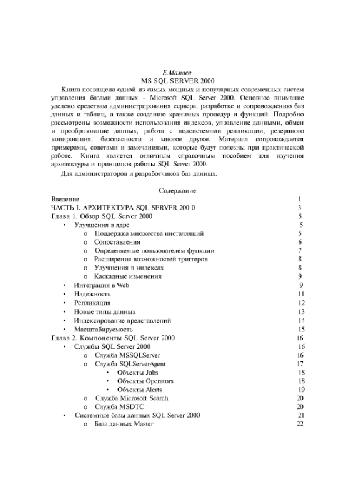 Е.Мамаев
MS SQL SERVER 2000
Книга посвящена одной из самых мощных и популярных современных систем
управления базами данных - Microsoft SQL Server 2000. Основное внимание
уделено средствам администрирования сервера, разработке и сопровождению баз
данных и таблиц, а также созданию хранимых процедур и функций. Подробно
рассмотрены возможности использования индексов, управление данными, обмен
и преобразование данных, работа с подсистемами репликации, резервного
копирования, безопасности и многое другое. Материал сопровождается
примерами, советами и замечаниями, которые будут полезны при практической
работе. Книга является отличным справочным пособием для изучения
архитектуры и принципов работы SQL Server 2000.
Для администраторов и разработчиков баз данных.
Содержание
Введение 1
ЧАСТЬ I. АРХИТЕКТУРА SQL SERVER 2000 3
Глава 1. Обзор SQL Server 2000 5
• Улучшения в ядре 5
o Поддержка множества инсталляций 5
o Сопоставления 6
o Определенные пользователем функции 7
o Расширение возможностей триггеров 8
o Улучшения в индексах 8
o Каскадные изменения 9
• Интеграция в Web 9
• Надежность 11
• Репликация 12
• Новые типы данных 13
• Индексирование представлений 14
• Масштабируемость 15
Глава 2. Компоненты SQL Server 2000 16
• Службы SQL Server 2000 16
o Служба MSSQLServer 16
o Служба SQLServerAgent 17
▪ Объекты Jobs 18
▪ Объекты Operators 18
▪ Объекты Alerts 19
o Служба Microsoft Search 20
o Служба MSDTC 20
• Системные базы данных SQL Server 2000 21
o База данных Master 22